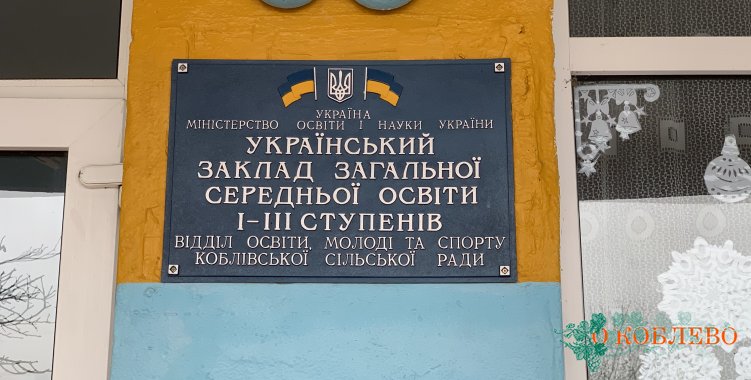 УКРАЇНА
МІНІСТЕРСТВО ОСВІТИ І НАУКИ УКРАЇНИ
УКРАЇНСЬКИЙ
ЗАКЛАД ЗАГАЛЬНОЇ
СЕРЕДНЬОЇ ОСВІТИ
І–ІІІ СТУПЕНІВ
ВІДДІЛ ОСВІТИ, МОЛОДІ ТА СПОРТУ
КОБЛІВСЬКОЇ СІЛЬСЬКОЇ РАДИ
О КОБЛЕВО